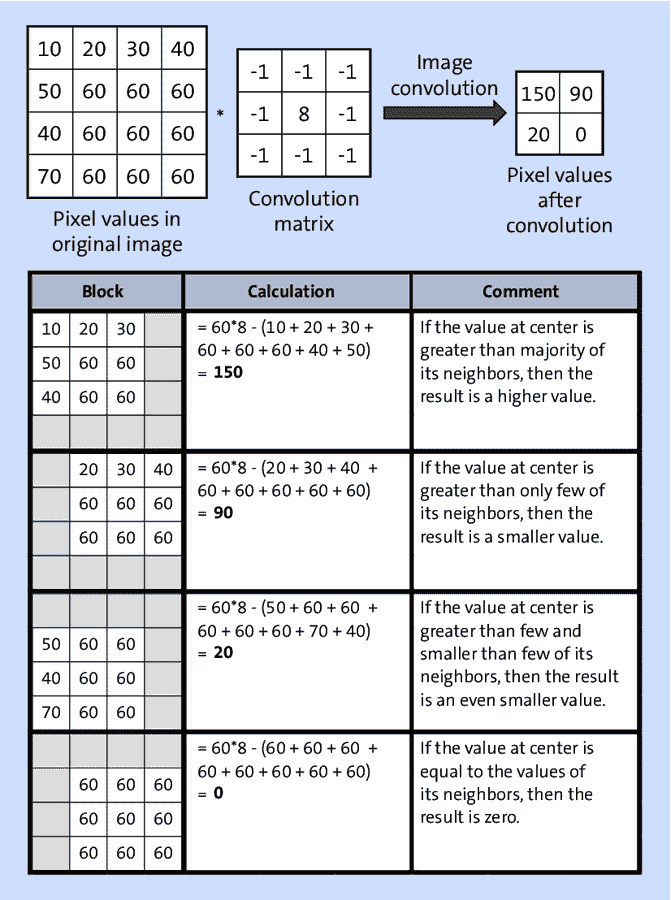 10 20 30 40
50 60 60 60
40 60 60 60
70 60 60 60
Pixel values in
original image
*
-1 -1 -1
-1 8 -1
-1 -1 -1
Convolution
matrix
Image
convolution
150 90
20 0
Pixel values
after
convolution
Block Calculation Comment
10 20 30
50 60 60
40 60 60
= 60*8 - (10 + 20 + 30 +
60 + 60 + 60 + 40 + 50)
= 150
If the value at center is
greater than majority of
its neighbors, then the
result is a higher value.
20 30 40
60 60 60
60 60 60
= 60*8 - (20 + 30 + 40 +
60 + 60 + 60 + 60 + 60)
= 90
If the value at center is
greater than only few of
its neighbors, then the
result is a smaller value.
50 60 60
40 60 60
70 60 60
= 60*8 - (50 + 60 + 60 +
60 + 60 + 60 + 70 + 40)
= 20
If the value at center is
greater than few and
smaller than few of its
neighbors, then the result
is an even smaller value.
60 60 60
60 60 60
60 60 60
= 60*8 - (60 + 60 + 60 +
60 + 60 + 60 + 60 + 60)
= 0
If the value at center is
equal to the values of
its neighbors, then the
result is zero.